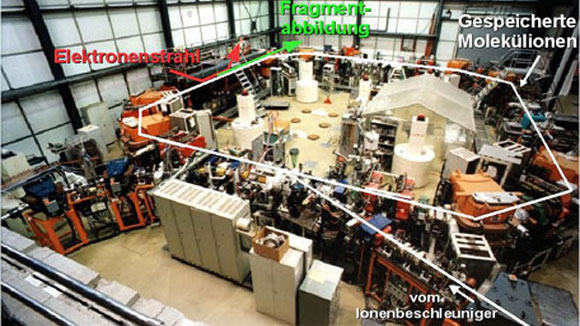 Fragment-
abbildung
Elektronenstrahl
Gespeicherte
Molekülionen
vom
Ionenbeschleuniger